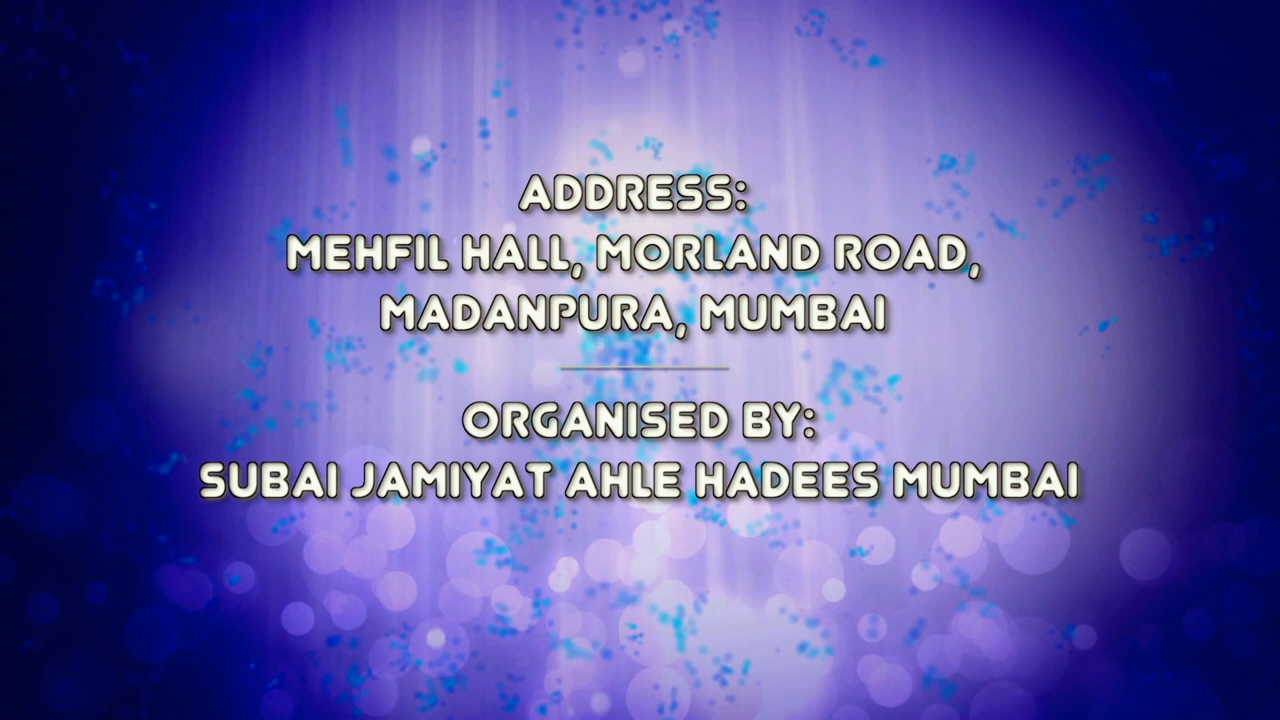 ADDRESS:
MEHFIL HALL, MORLAND ROAD,
MADANPURA, MUMBAI
ORGANISED BY:
SUBAI JAMIYAT AHLE HADEES MUMBAI